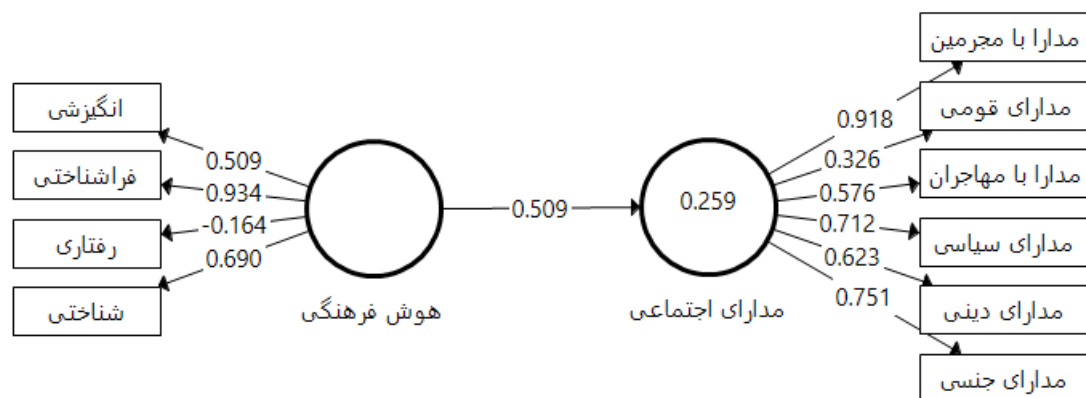 انگیزشی
فراشناختی
رفتاری
شناختی
0.509
0.934
-0.164
0.690
هوش فرهنگی
0.509
0.259
مدارای اجتماعی
0.918
0.326
0.576
0.712
0.623
0.751
مدارا با مجرمین
مدارای قومی
مدارا با مهاجران
مدارای سیاسی
مدارای دینی
مدارای جنسی